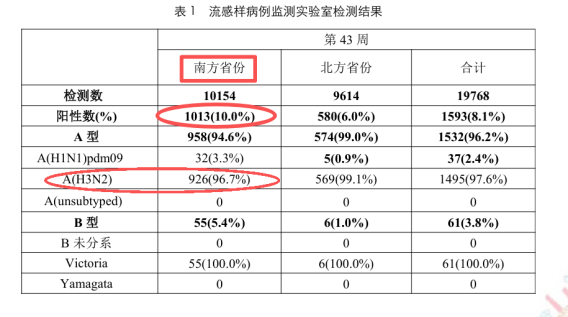 表 1 流感样病例监测实验室检测结果
第 43 周
南方省份 北方省份 合计
检测数 10154 9614 19768
阳性数(%) 1013(10.0%) 580(6.0%) 1593(8.1%)
A 型 958(94.6%) 574(99.0%) 1532(96.2%)
A(H1N1)pdm09 32(3.3%) 5(0.9%) 37(2.4%)
A(H3N2) 926(96.7%) 569(99.1%) 1495(97.6%)
A(unsubtyped) 0 0 0
B 型 55(5.4%) 6(1.0%) 61(3.8%)
B 未分系 0 0 0
Victoria 55(100.0%) 6(100.0%) 61(100.0%)
Yamagata 0 0 0